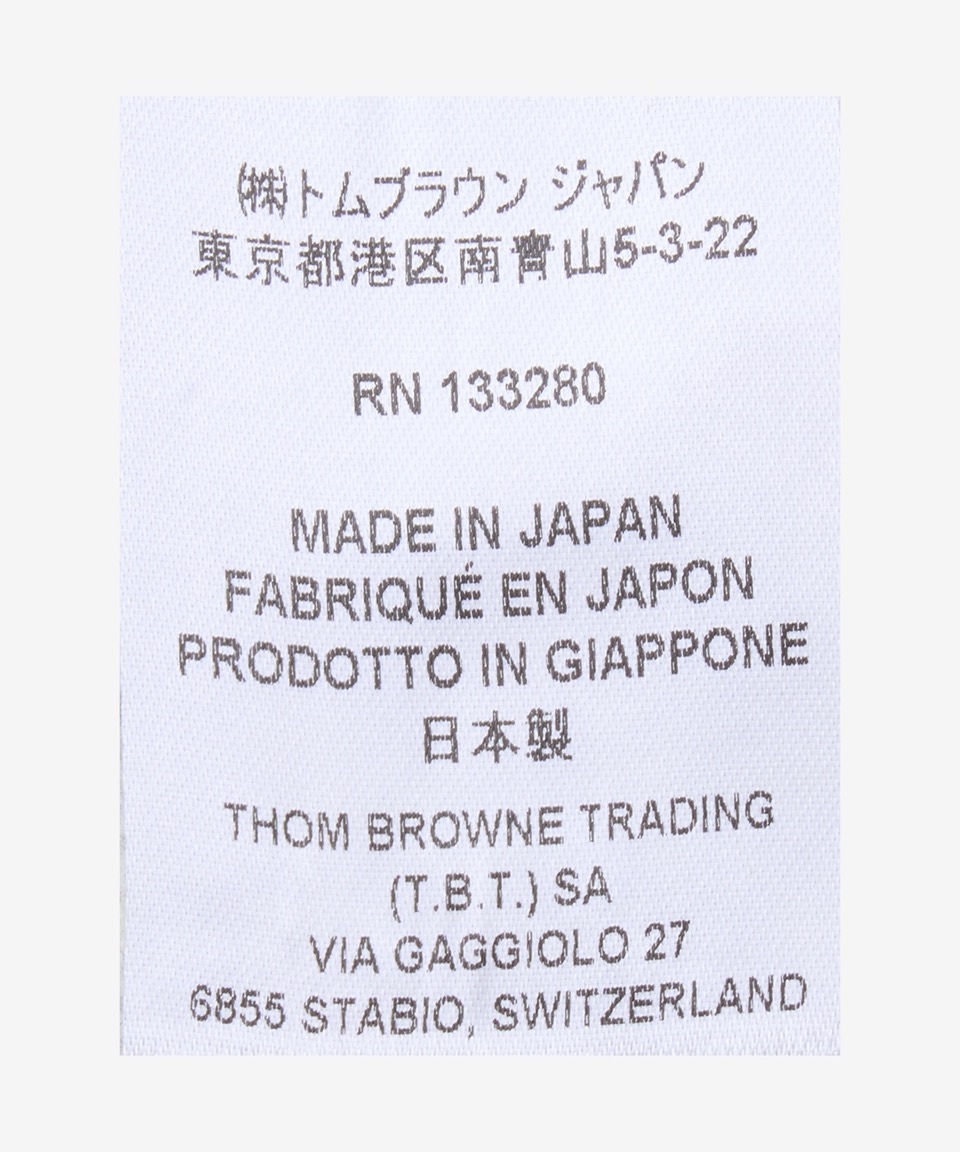 ㈱トムブラウン ジャパン
東京都港区南青山5-3-22
RN 133280
MADE IN JAPAN
FABRIQUÉ EN JAPON
PRODOTTO IN GIAPPONE
日本製
THOM BROWNE TRADING
(T.B.T.) SA
VIA GAGGIOLO 27
6855 STABIO, SWITZERLAND